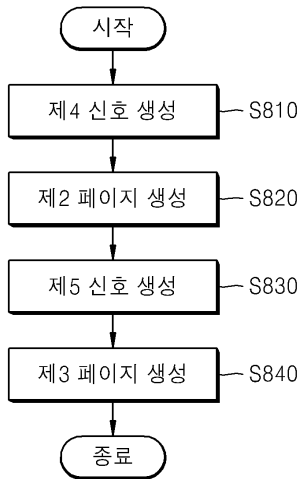 시작
제4 신호 생성 S810
제2 페이지 생성 S820
제5 신호 생성 S830
제3 페이지 생성 S840
종료